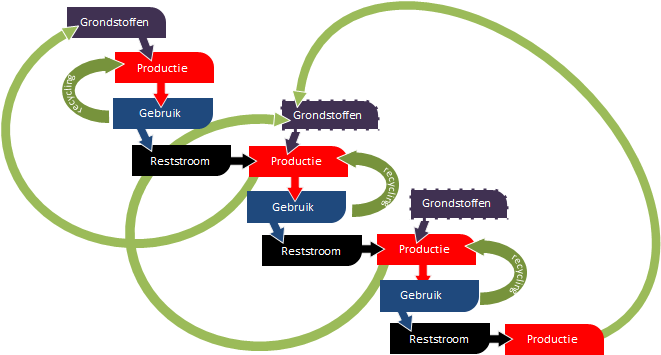 Grondstoffen
Productie
recycling
Gebruik
Reststroom
Grondstoffen
Productie
recycling
Gebruik
Reststroom
Grondstoffen
Productie
recycling
Gebruik
Reststroom
Productie